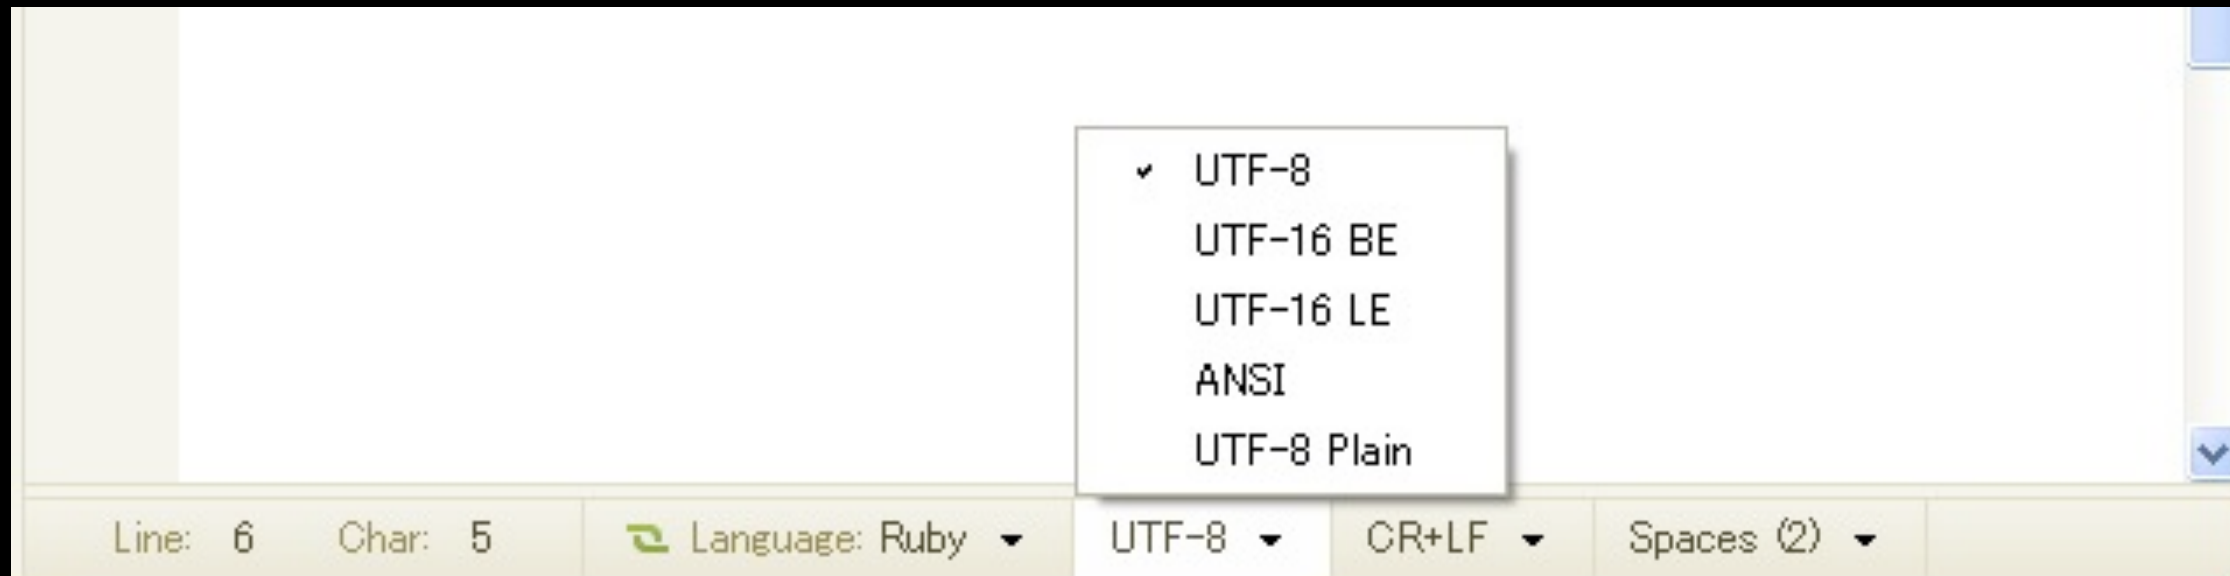 UTF-8
UTF-16 BE
UTF-16 LE
ANSI
UTF-8 Plain
Line: 6 Char: 5 Language: Ruby UTF-8 CR+LF Spaces (2)